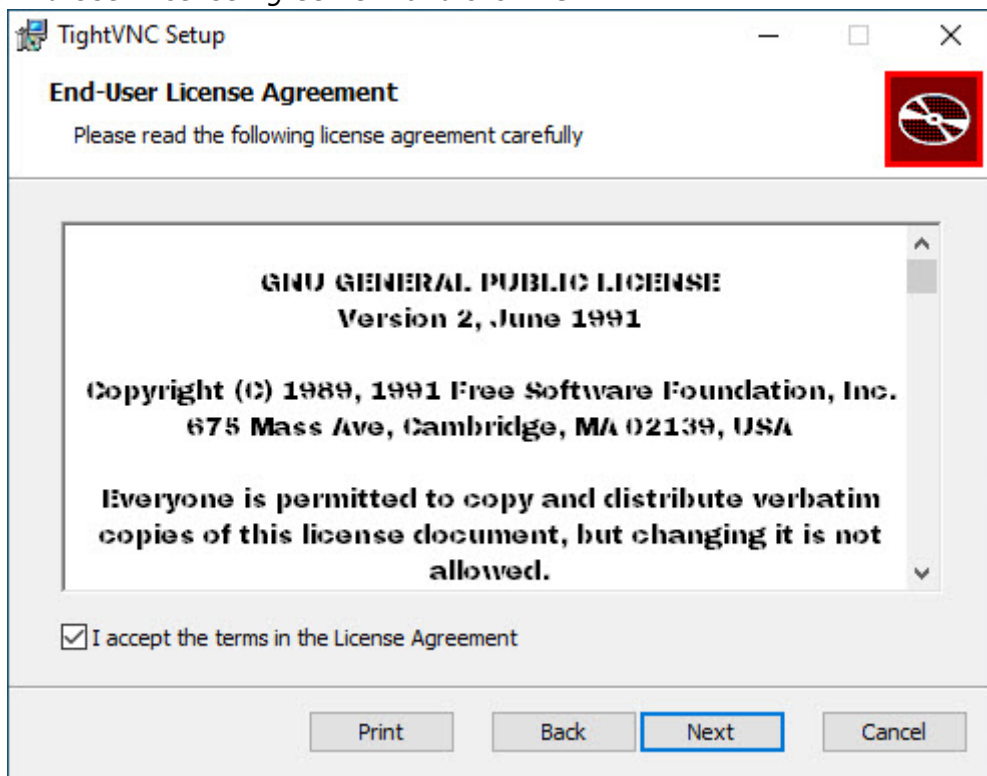 TightVNC Setup
End-User License Agreement
Please read the following license agreement carefully
GNU GENERAL PUBLIC LICENSE
Version 2, June 1991
Copyright (C) 1989, 1991 Free Software Foundation, Inc.
675 Mass Ave, Cambridge, MA 02139, USA
Everyone is permitted to copy and distribute verbatim
copies of this license document, but changing it is not
allowed.
I accept the terms in the License Agreement
Print Back Next Cancel